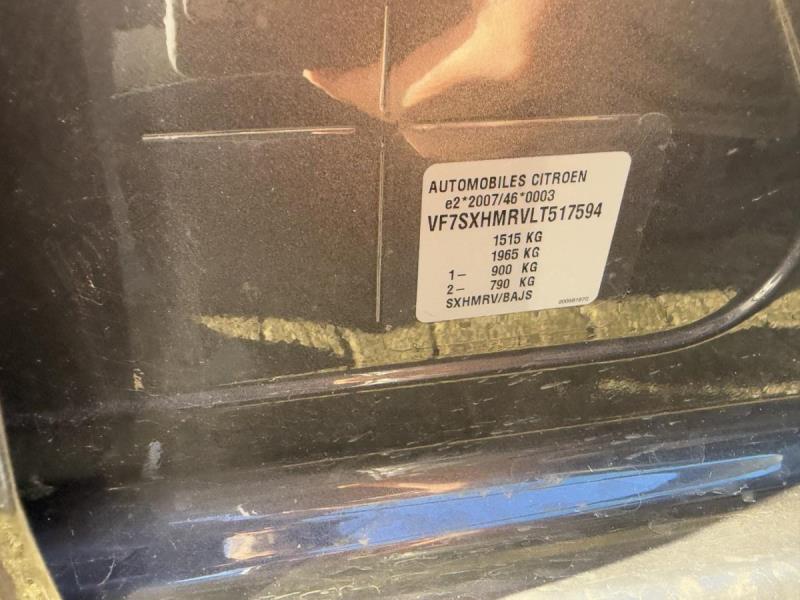 AUTOMOBILES CITROEN
e2*2007/46*0003
VF7SXHMRVLT517594
1515 KG
1965 KG
1– 900 KG
2– 790 KG
SXHMRV/BAJS